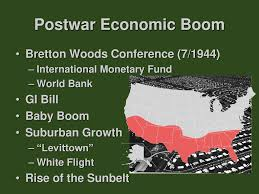 Postwar Economic Boom
• Bretton Woods Conference (7/1944)
– International Monetary Fund
– World Bank
• GI Bill
• Baby Boom
• Suburban Growth
– “Levittown”
– White Flight
• Rise of the Sunbelt